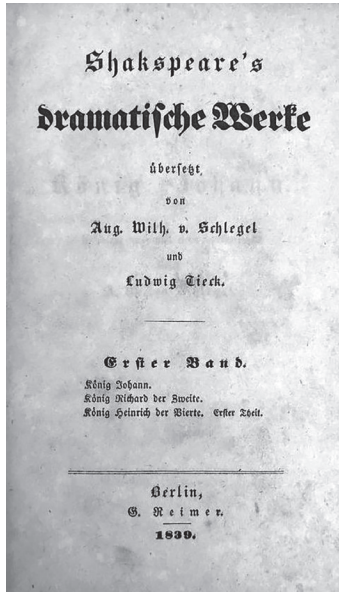 Shakspeare's
dramatische Werke
übersetzt
von
Aug. Wilh. v. Schlegel
und
Ludwig Tieck.
Erster Band.
König Johann.
König Richard der Zweite.
König Heinrich der Vierte. Erster Theil.
Berlin,
G. Reimer.
1839.